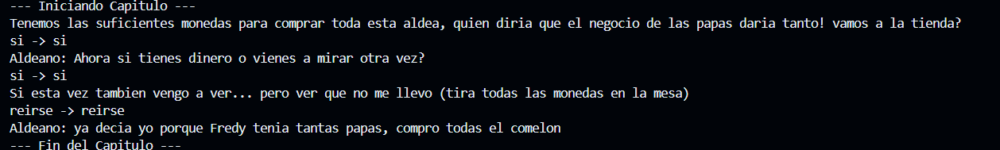 --- Iniciando Capitulo ---
Tenemos las suficientes monedas para comprar toda esta aldea, quien diria que el negocio de las papas daria tanto! vamos a la tienda?
si -> si
Aldeano: Ahora si tienes dinero o vienes a mirar otra vez?
si -> si
Si esta vez tambien vengo a ver... pero ver que no me llevo (tira todas las monedas en la mesa)
reirse -> reirse
Aldeano: ya decia yo porque Fredy tenia tantas papas, compro todas el comelon
--- Fin del Capitulo ---